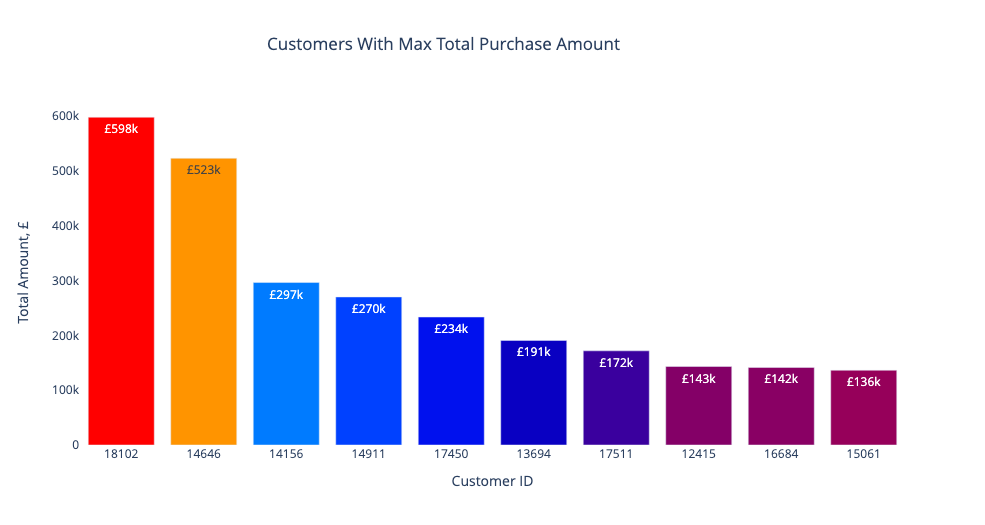 Customers With Max Total Purchase Amount
600k
500k
400k
300k
200k
100k
0
Total Amount, £
£598k
£523k
£297k
£270k
£234k
£191k
£172k
£143k
£142k
£136k
18102 14646 14156 14911 17450 13694 17511 12415 16684 15061
Customer ID